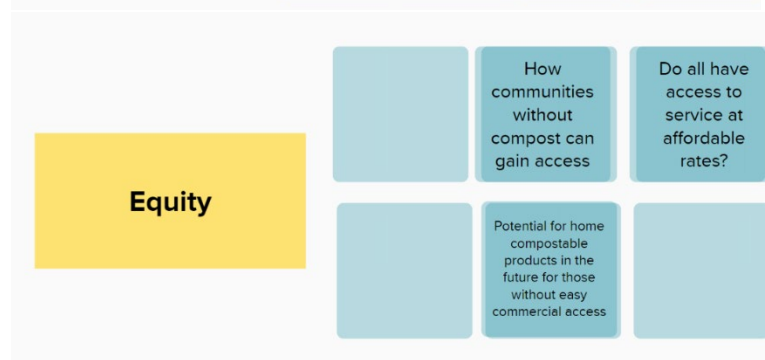 Equity
How
communities
without
compost can
gain access
Do all have
access to
service at
affordable
rates?
Potential for home
compostable
products in the
future for those
without easy
commercial access